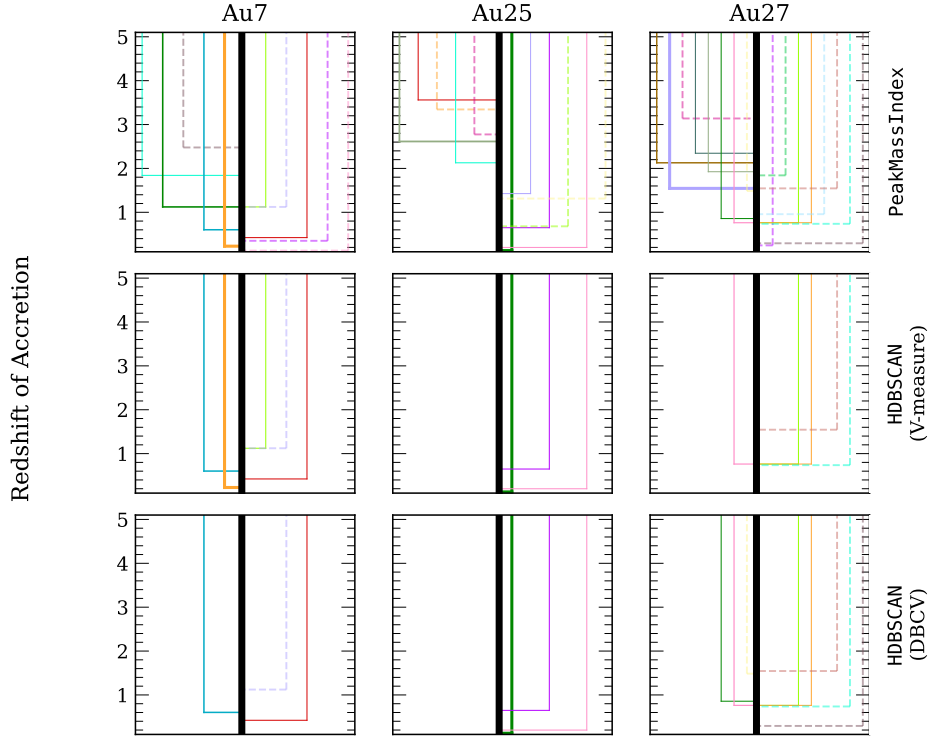 Au7
Au25
Au27
5
4
3
2
1
PeakMassIndex
5
4
3
2
1
HDBSCAN
(V-measure)
5
4
3
2
1
HDBSCAN
(DBCV)
Redshift of Accretion